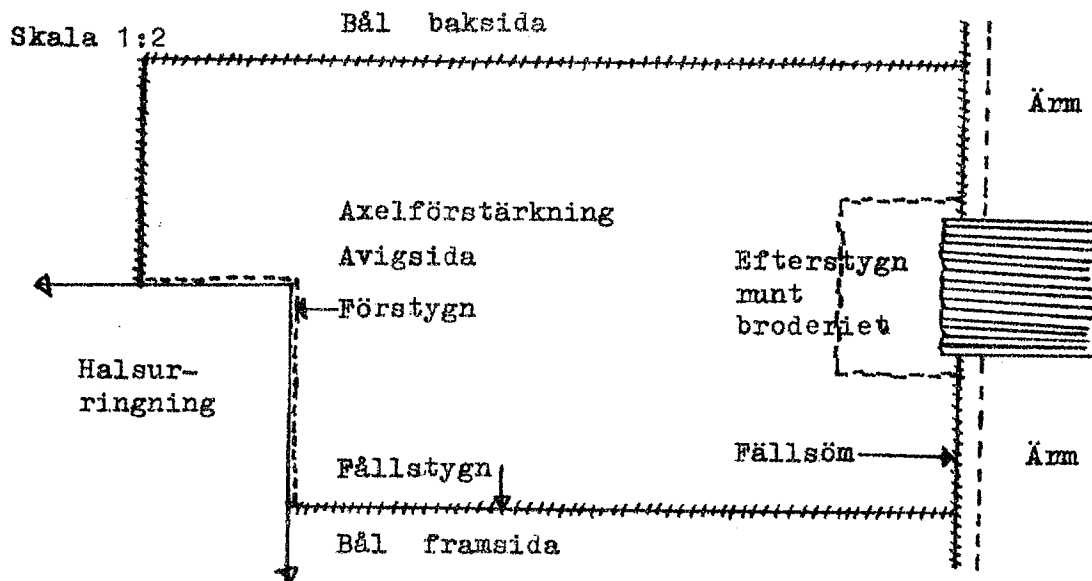 Bål baksida
Skala 1:2
Ärm
Axelförstärkning
Avigsida
Förstygn
Efterstygn
runt
broderiet
Halsur-
ringning
Fållstygn
Fällsöm
Ärm
Bål framsida